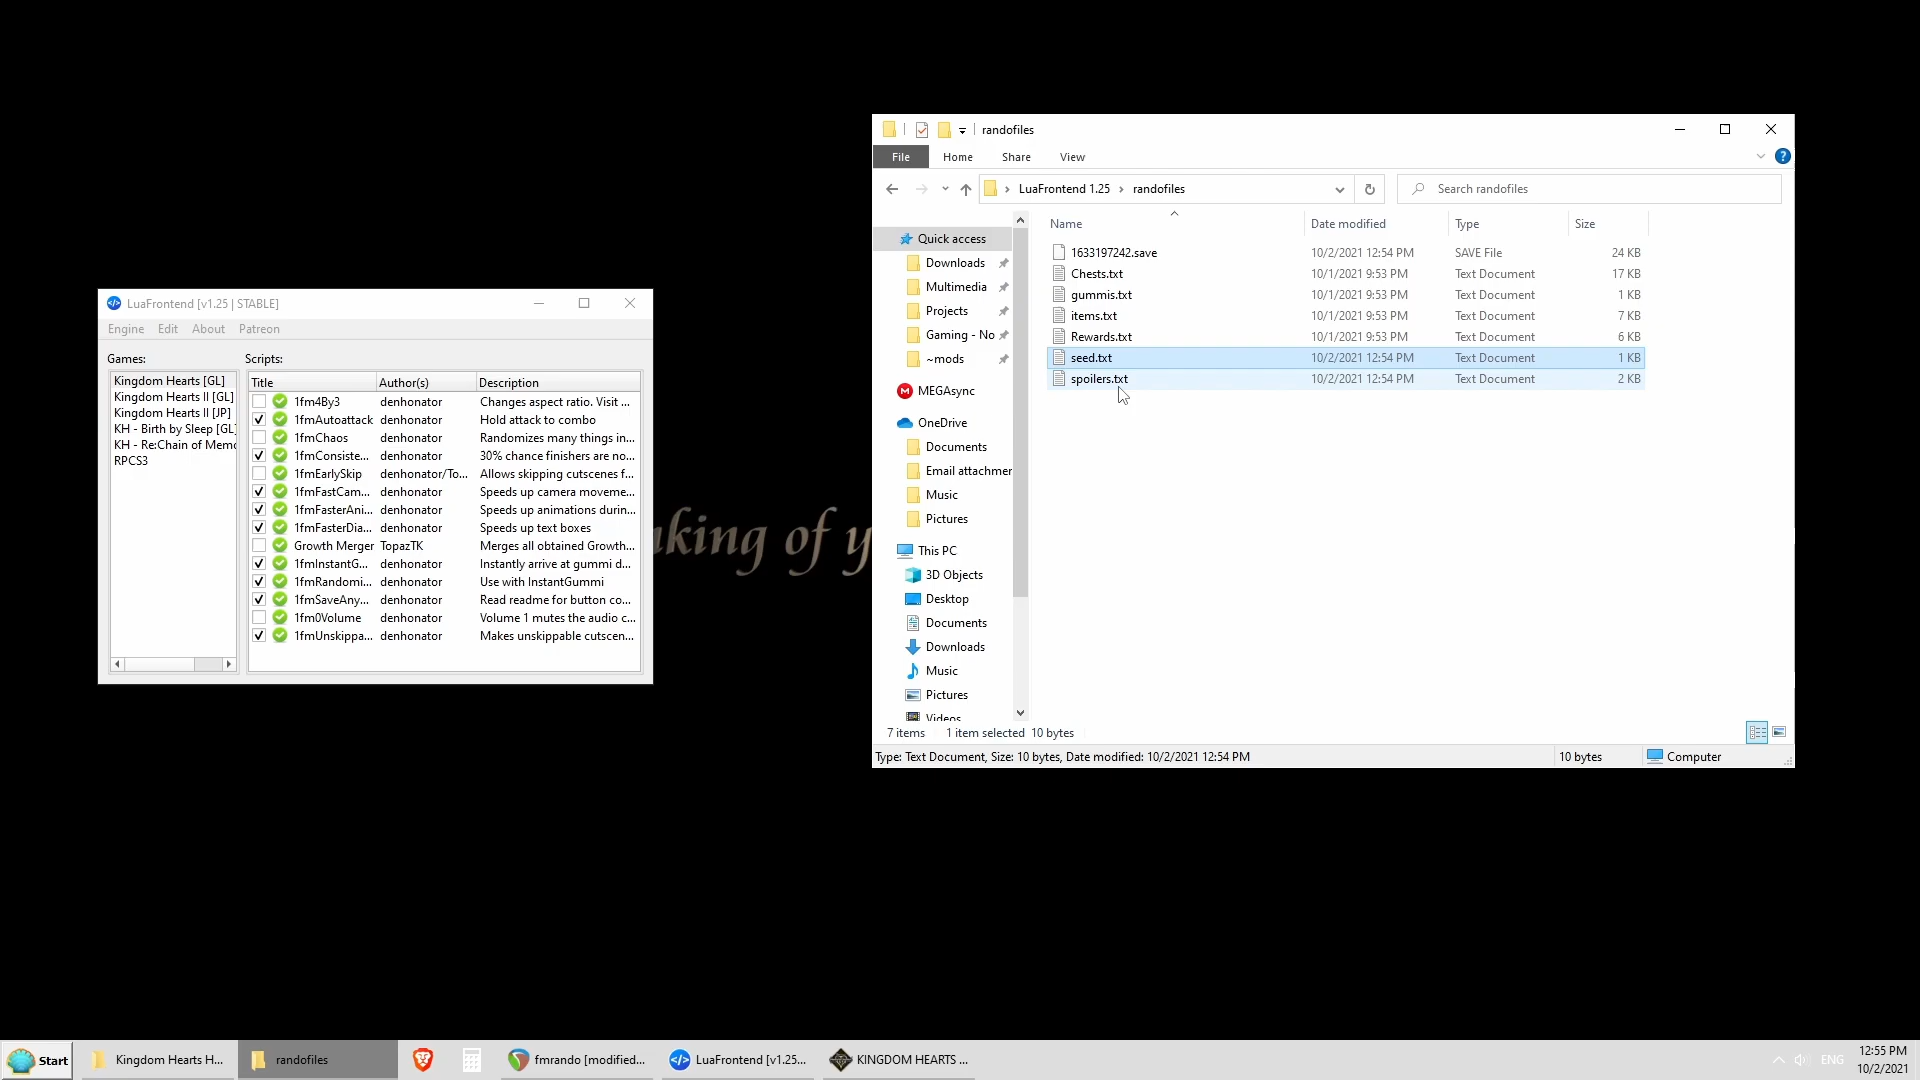 LuaFrontend [v1.25 | STABLE]
Engine Edit About Patreon
Games: Scripts:
Kingdom Hearts [GL]
Kingdom Hearts II [GL]
Kingdom Hearts II [JP]
KH - Birth by Sleep [GL]
KH - Re:Chain of Memo
RPCS3
Title Author(s) Description
1fm4By3 denhonator Changes aspect ratio. Visit ...
1fmAutoattack denhonator Hold attack to combo
1fmChaos denhonator Randomizes many things in...
1fmConsiste... denhonator 30% chance finishers are no...
1fmEarlySkip denhonator/To... Allows skipping cutscenes f...
1fmFastCam... denhonator Speeds up camera moveme...
1fmFasterAni... denhonator Speeds up animations durin...
1fmFasterDia... denhonator Speeds up text boxes
Growth Merger TopazTK Merges all obtained Growth...
1fmInstantG... denhonator Instantly arrive at gummi d...
1fmRandomi... denhonator Use with InstantGummi
1fmSaveAny... denhonator Read readme for button co...
1fm0Volume denhonator Volume 1 mutes the audio c...
1fmUnskippa... denhonator Makes unskippable cutscen...
nking of y
randofiles
File Home Share View
LuaFrontend 1.25 randofiles
Search randofiles
Quick access
Downloads
Multimedia
Projects
Gaming - No
~mods
MEGAsync
OneDrive
Documents
Email attachmer
Music
Pictures
This PC
3D Objects
Desktop
Documents
Downloads
Music
Pictures
Videos
Name Date modified Type Size
1633197242.save 10/2/2021 12:54 PM SAVE File 24 KB
Chests.txt 10/1/2021 9:53 PM Text Document 17 KB
gummis.txt 10/1/2021 9:53 PM Text Document 1 KB
items.txt 10/1/2021 9:53 PM Text Document 7 KB
Rewards.txt 10/1/2021 9:53 PM Text Document 6 KB
seed.txt 10/2/2021 12:54 PM Text Document 1 KB
spoilers.txt 10/2/2021 12:54 PM Text Document 2 KB
7 items 1 item selected 10 bytes
Type: Text Document, Size: 10 bytes, Date modified: 10/2/2021 12:54 PM 10 bytes Computer
Start Kingdom Hearts H... randofiles fmrando [modified... LuaFrontend [v1.25... KINGDOM HEARTS ... ENG 12:55 PM
10/2/2021